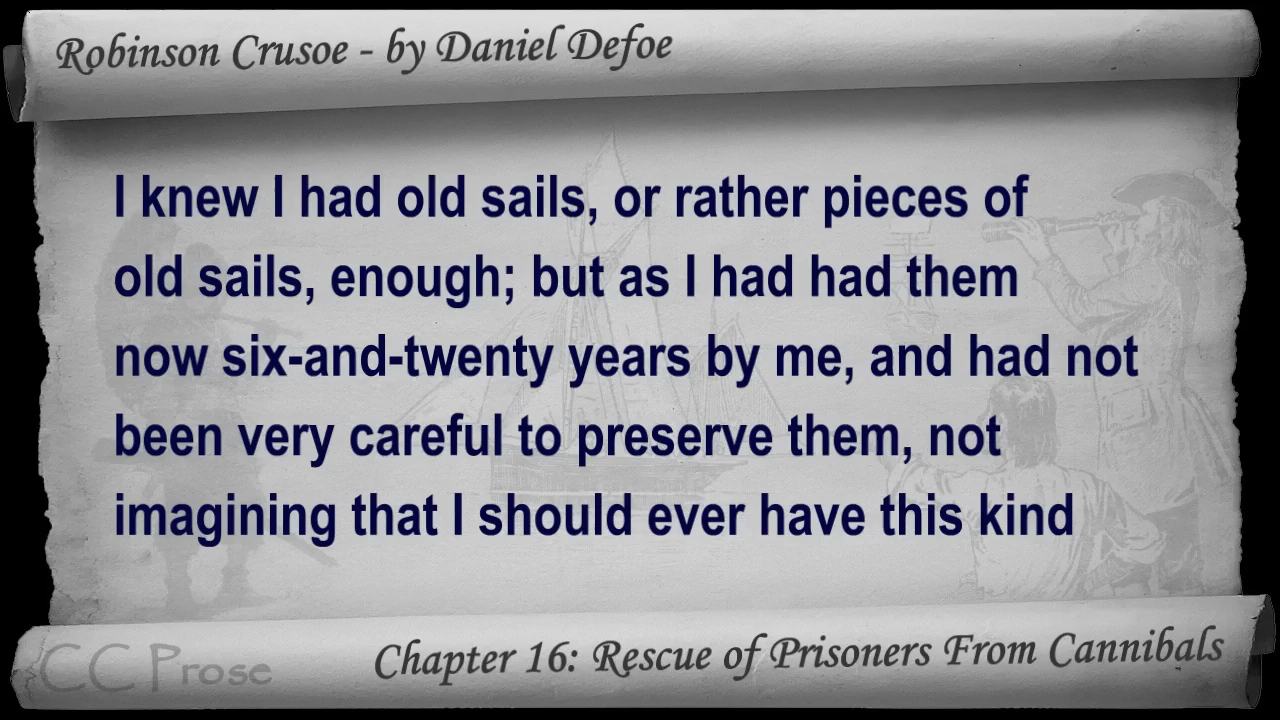 Robinson Crusoe - by Daniel Defoe
I knew I had old sails, or rather pieces of
old sails, enough; but as I had had them
now six-and-twenty years by me, and had not
been very careful to preserve them, not
imagining that I should ever have this kind
CC Prose
Chapter 16: Rescue of Prisoners From Cannibals